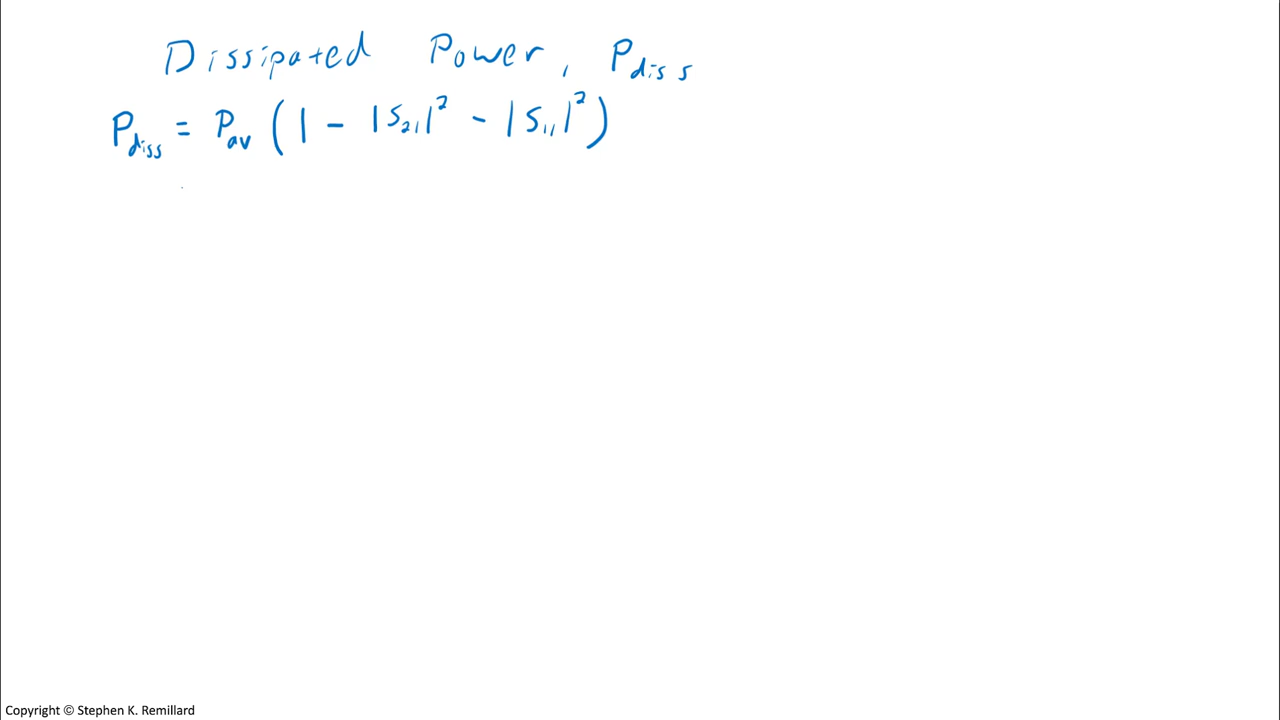 Dissipated Power, P_diss
P_diss = P_av (1 - |S_21|² - |S_11|²)
Copyright © Stephen K. Remillard